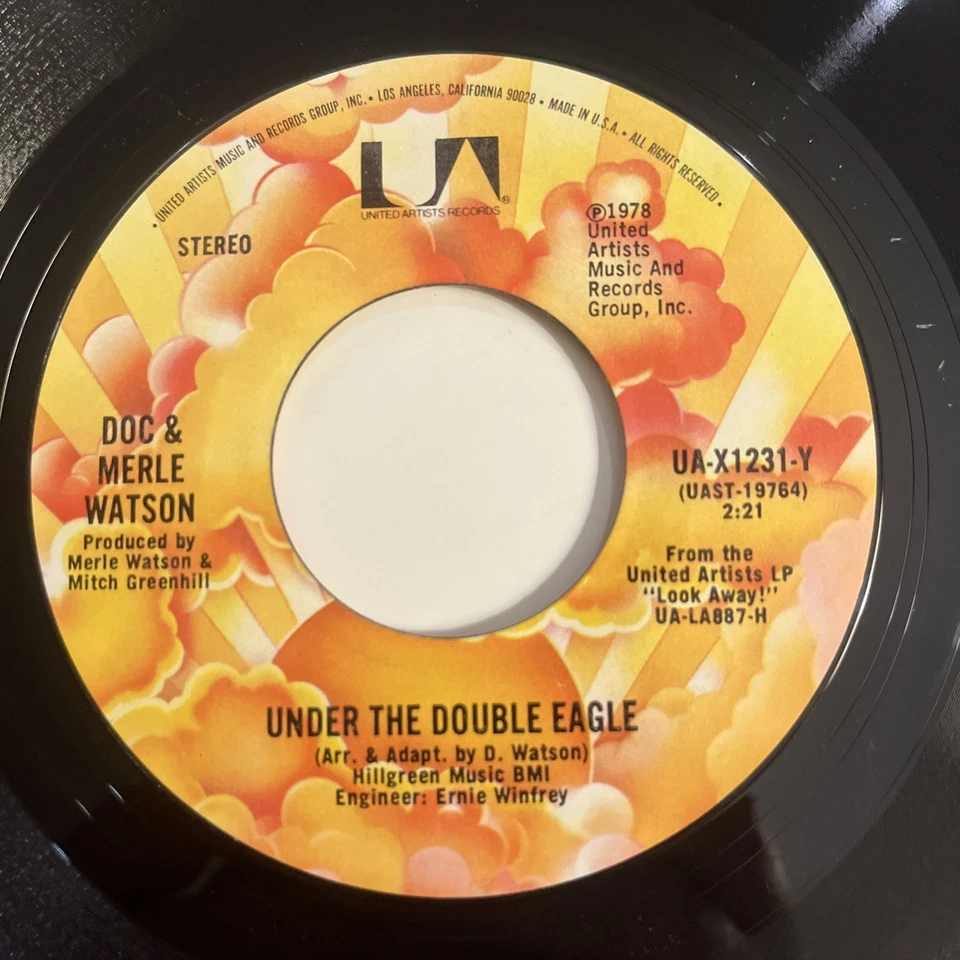 • UNITED ARTISTS MUSIC AND RECORDS GROUP, INC. • LOS ANGELES, CALIFORNIA 90028 • MADE IN U.S.A. • ALL RIGHTS RESERVED •
UA®
UNITED ARTISTS RECORDS
STEREO
℗1978
United
Artists
Music And
Records
Group, Inc.
DOC &
MERLE
WATSON
Produced by
Merle Watson &
Mitch Greenhill
UA-X1231-Y
(UAST-19764)
2:21
From the
United Artists LP
"Look Away!"
UA-LA887-H
UNDER THE DOUBLE EAGLE
(Arr. & Adapt. by D. Watson)
Hillgreen Music BMI
Engineer: Ernie Winfrey